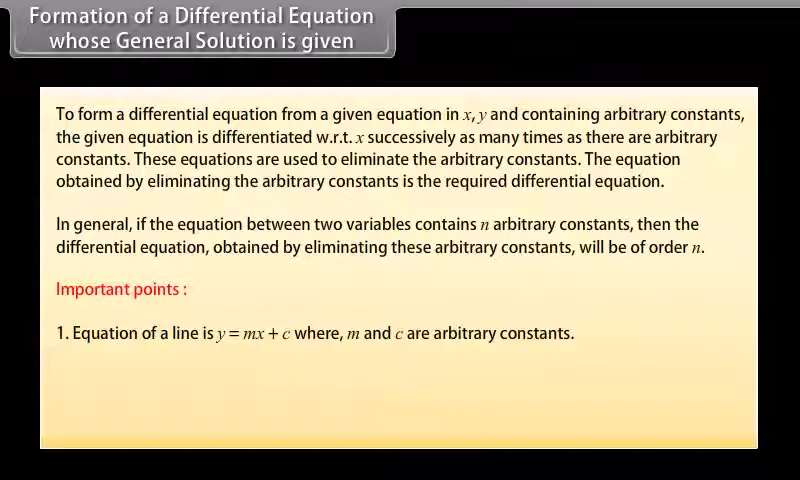 Formation of a Differential Equation
whose General Solution is given
To form a differential equation from a given equation in x, y and containing arbitrary constants,
the given equation is differentiated w.r.t. x successively as many times as there are arbitrary
constants. These equations are used to eliminate the arbitrary constants. The equation
obtained by eliminating the arbitrary constants is the required differential equation.
In general, if the equation between two variables contains n arbitrary constants, then the
differential equation, obtained by eliminating these arbitrary constants, will be of order n.
Important points :
1. Equation of a line is y = mx + c where, m and c are arbitrary constants.